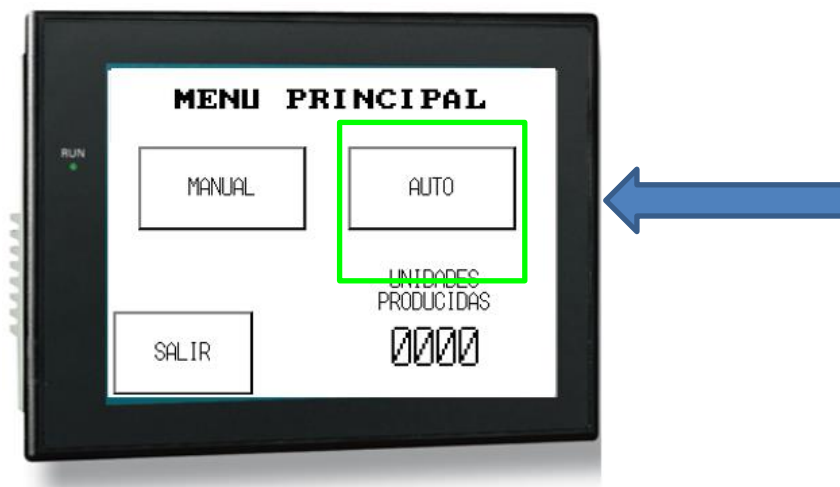 MENU PRINCIPAL
RUN
MANUAL
AUTO
UNIDADES
PRODUCIDAS
SALIR
0000